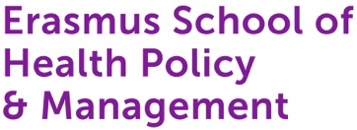 Erasmus School of
Health Policy
& Management